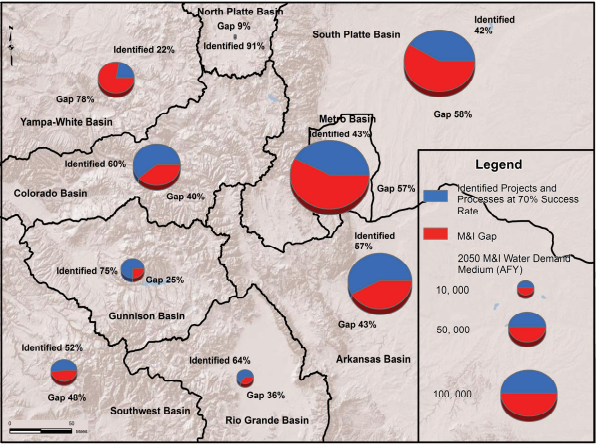 North Platte Basin
Gap 9%
Identified 91%
Identified
42%
South Platte Basin
Gap 58%
Identified 22%
Gap 78%
Yampa-White Basin
Metro Basin
Identified 43%
Gap 57%
Identified 60%
Gap 40%
Colorado Basin
Legend
Identified Projects and
Processes at 70% Success
Rate
M&I Gap
2050 M&I Water Demand
Medium (AFY)
10, 000
50, 000
100, 000
Identified
57%
Gap 43%
Arkansas Basin
Identified 75%
Gap 25%
Gunnison Basin
Identified 52%
Gap 48%
Southwest Basin
Identified 64%
Gap 36%
Rio Grande Basin
0
50